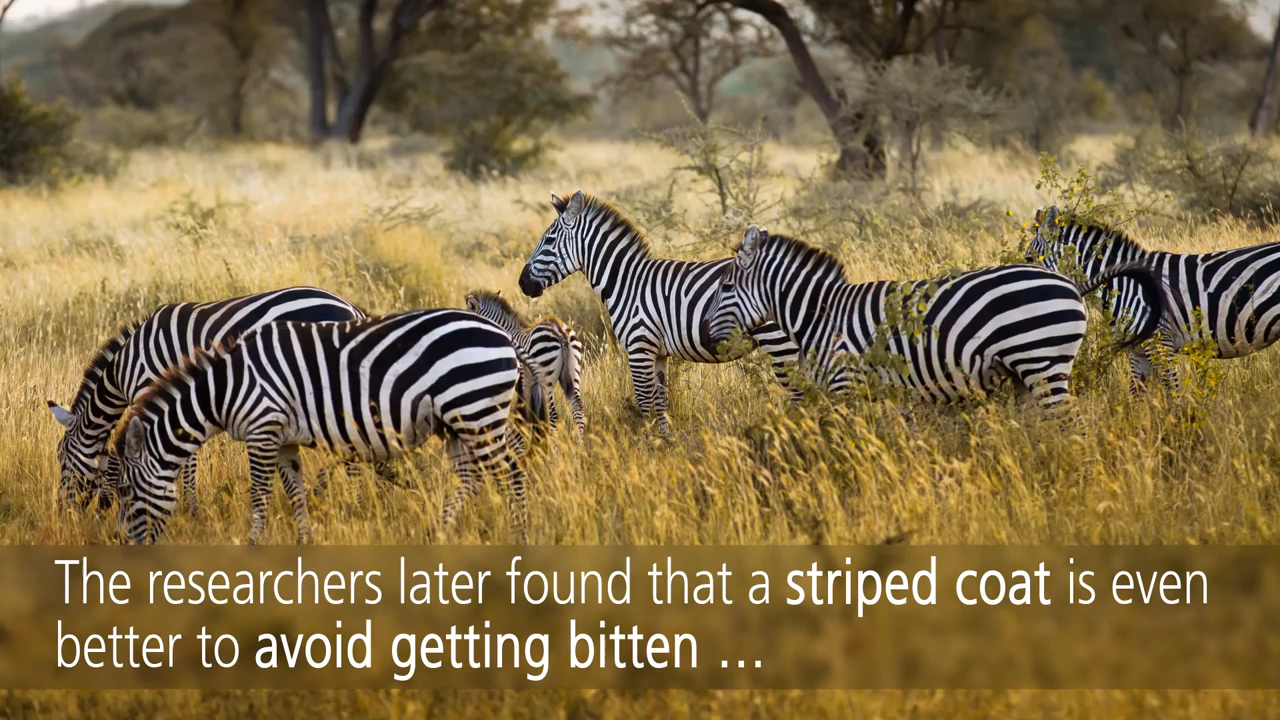 The researchers later found that a striped coat is even
better to avoid getting bitten ...